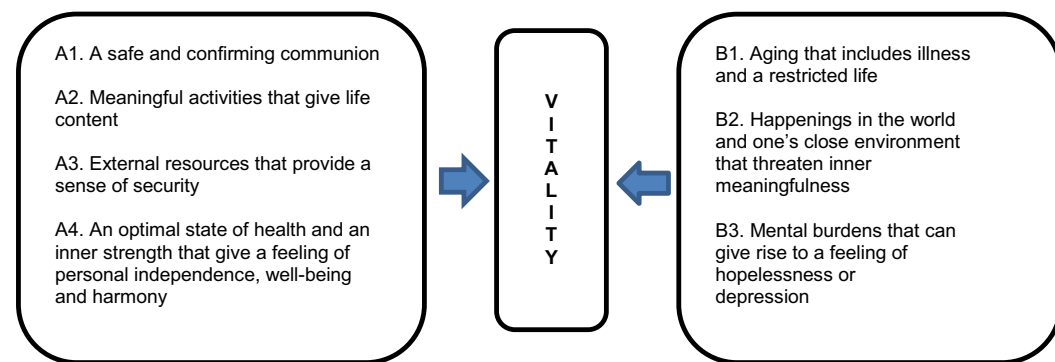 A1. A safe and confirming communion
A2. Meaningful activities that give life
content
A3. External resources that provide a
sense of security
A4. An optimal state of health and an
inner strength that give a feeling of
personal independence, well-being
and harmony
V
I
T
A
L
I
T
Y
B1. Aging that includes illness
and a restricted life
B2. Happenings in the world
and one’s close environment
that threaten inner
meaningfulness
B3. Mental burdens that can
give rise to a feeling of
hopelessness or
depression